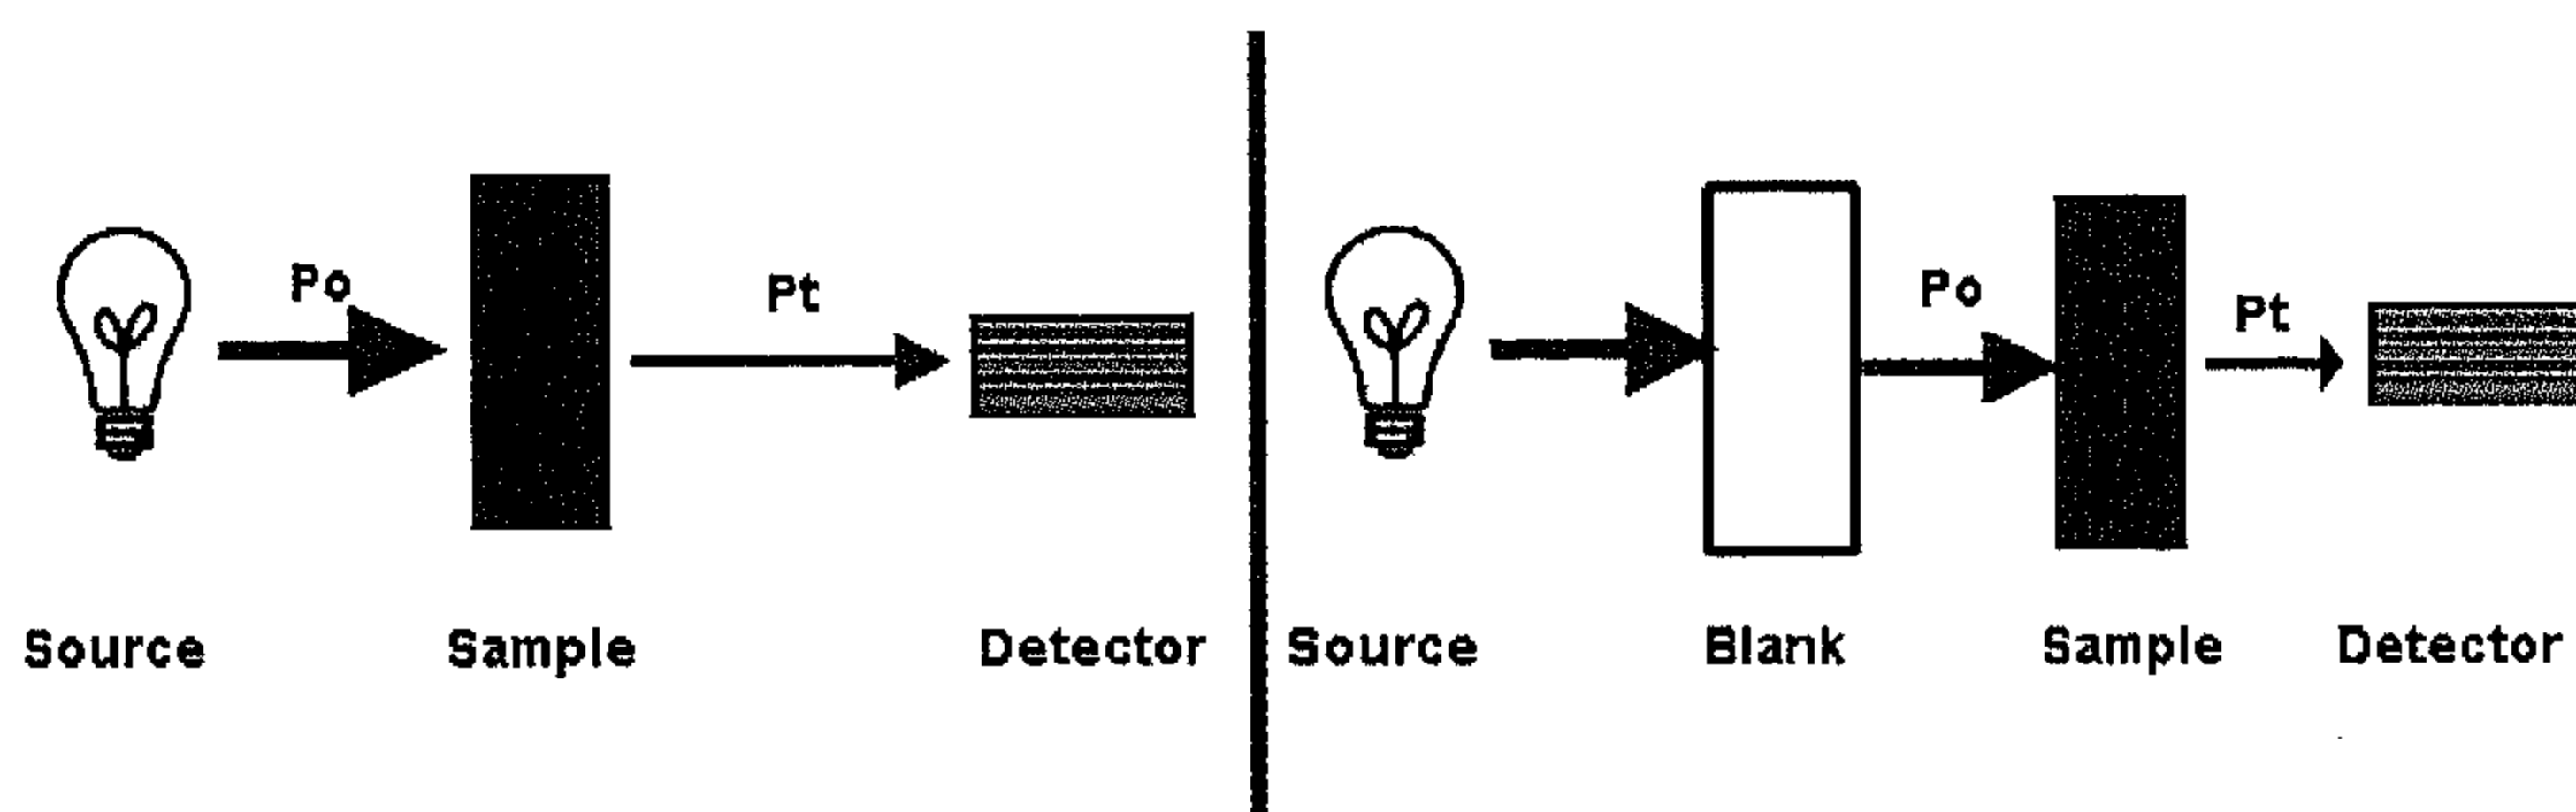 Po
Pt
Source Sample Detector
Po
Pt
Source Blank Sample Detector